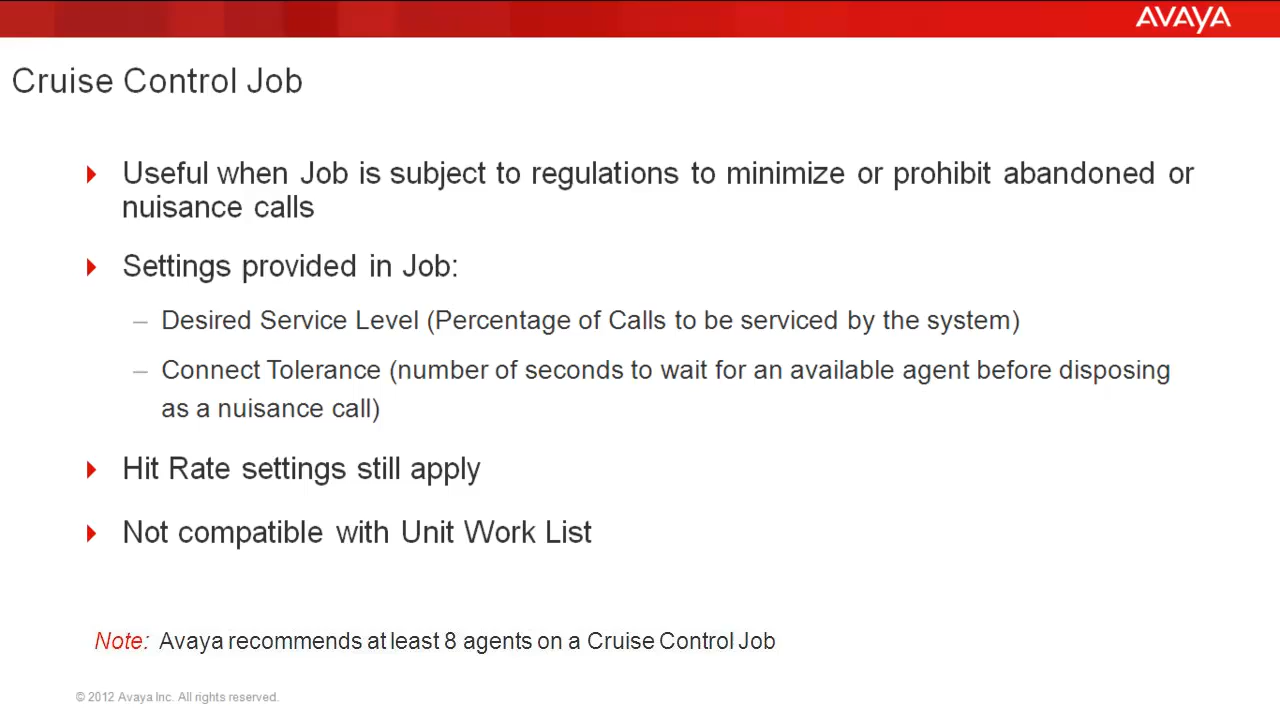 AVAYA
Cruise Control Job
Useful when Job is subject to regulations to minimize or prohibit abandoned or
nuisance calls
Settings provided in Job:
– Desired Service Level (Percentage of Calls to be serviced by the system)
– Connect Tolerance (number of seconds to wait for an available agent before disposing
as a nuisance call)
Hit Rate settings still apply
Not compatible with Unit Work List
Note: Avaya recommends at least 8 agents on a Cruise Control Job
© 2012 Avaya Inc. All rights reserved.